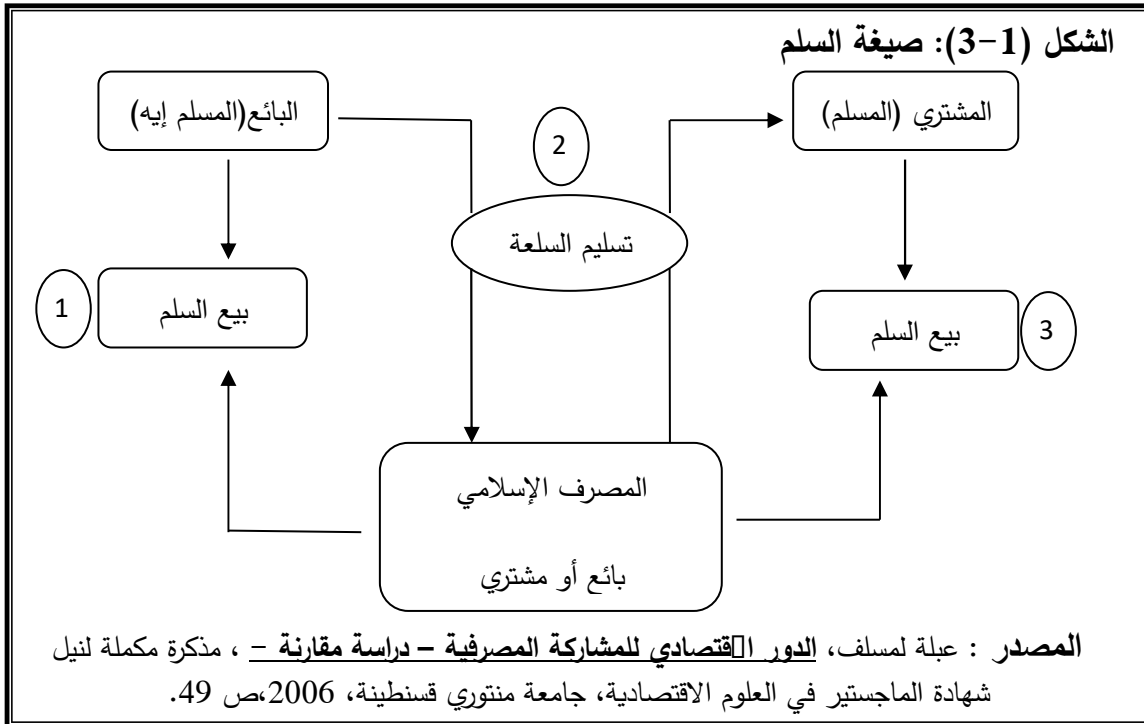 الشكل (1-3): صيغة السلم
المشتري (المسلم)
البائع(المسلم إيه)
2
تسليم السلعة
بيع السلم
1
3
بيع السلم
المصرف الإسلامي
بائع أو مشتري
المصدر : عبلة لمسلف، الدور ا􀀀قتصادي للمشاركة المصرفية – دراسة مقارنة – ، مذكرة مكملة لنيل
شهادة الماجستير في العلوم الاقتصادية، جامعة منتوري قسنطينة، 2006،ص 49.